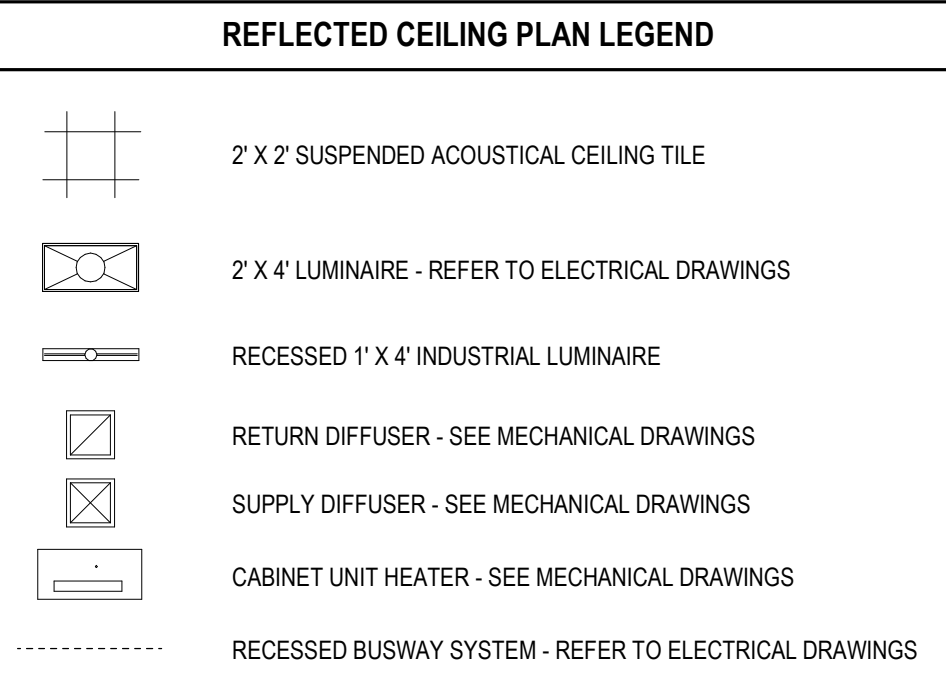 REFLECTED CEILING PLAN LEGEND
2' X 2' SUSPENDED ACOUSTICAL CEILING TILE
2' X 4' LUMINAIRE - REFER TO ELECTRICAL DRAWINGS
RECESSED 1' X 4' INDUSTRIAL LUMINAIRE
RETURN DIFFUSER - SEE MECHANICAL DRAWINGS
SUPPLY DIFFUSER - SEE MECHANICAL DRAWINGS
CABINET UNIT HEATER - SEE MECHANICAL DRAWINGS
RECESSED BUSWAY SYSTEM - REFER TO ELECTRICAL DRAWINGS